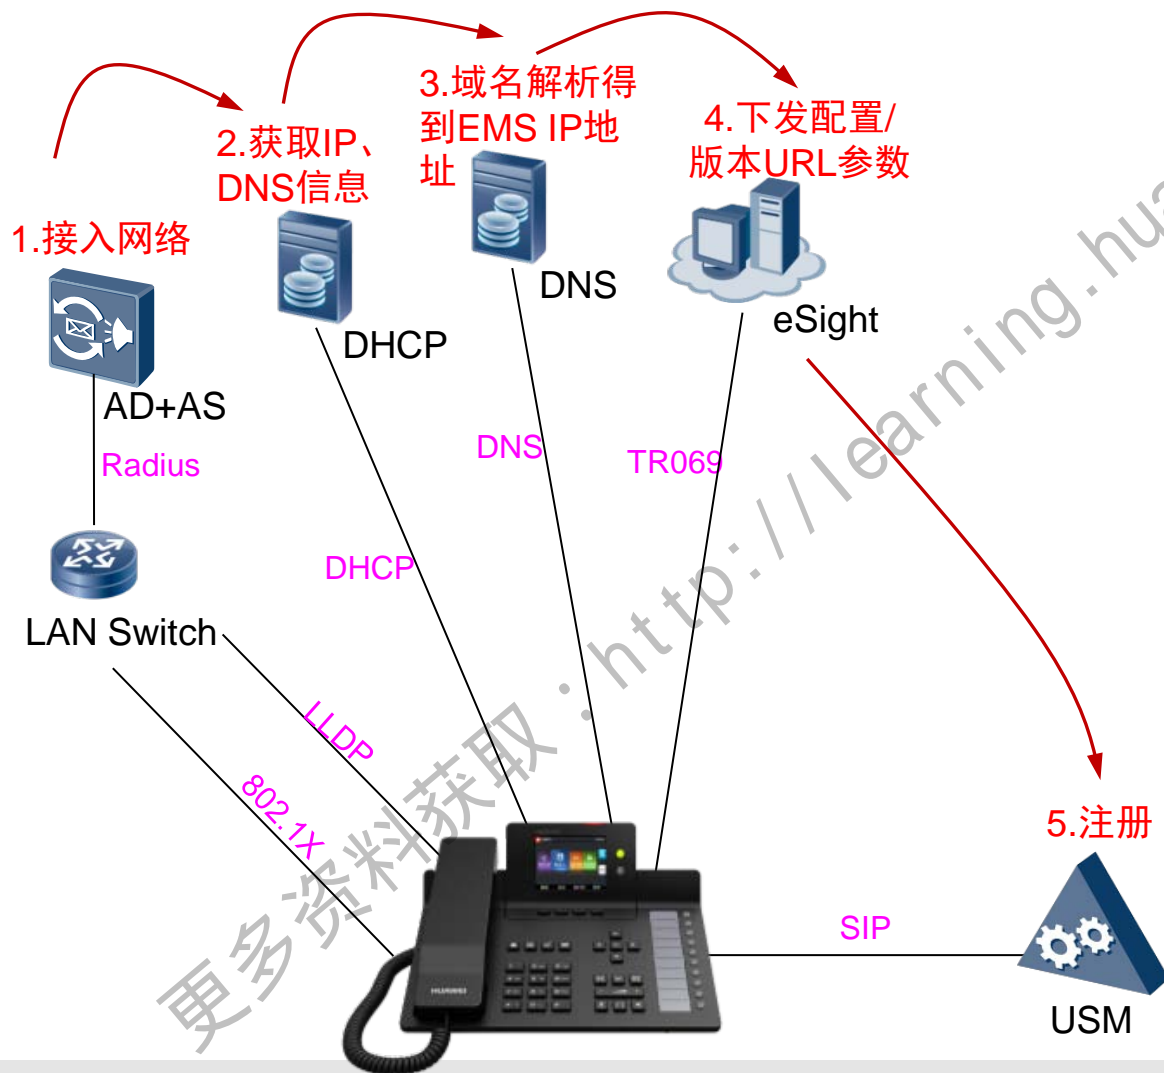 3.域名解析得
到EMS IP地
址
4.下发配置/
版本URL参数
2.获取IP、
DNS信息
1.接入网络
DNS
eSight
DHCP
AD+AS
DNS
TR069
Radius
DHCP
LAN Switch
LLDP
802.1X
5.注册
SIP
HUAWEI
USM
更多资料获取：http://learning.hua